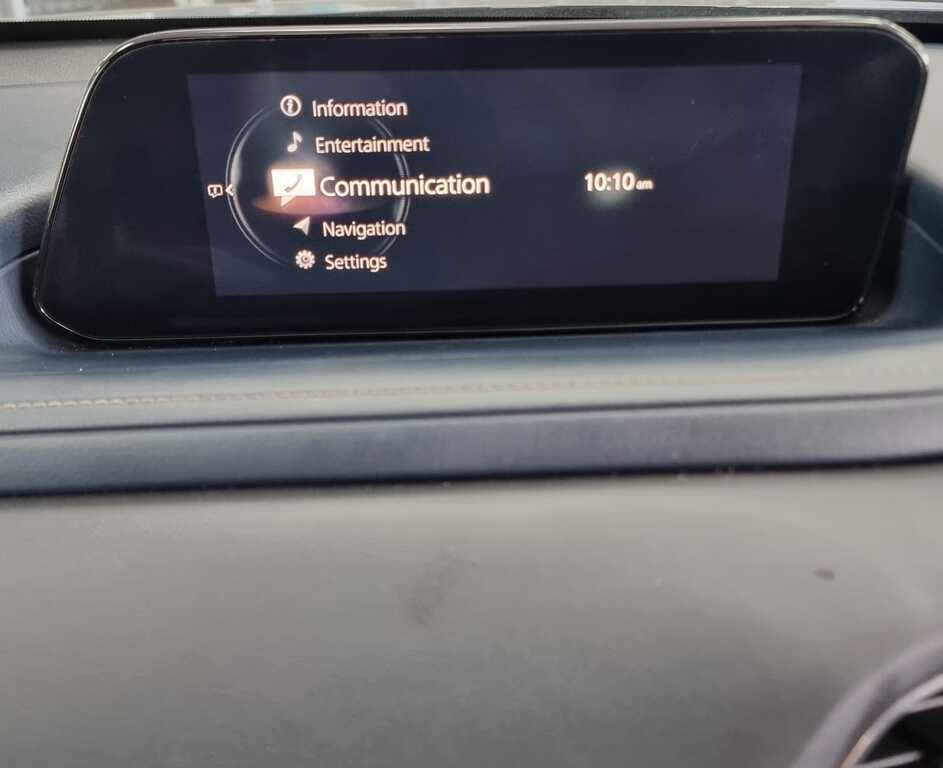 Information
Entertainment
Communication
10:10 am
Navigation
Settings